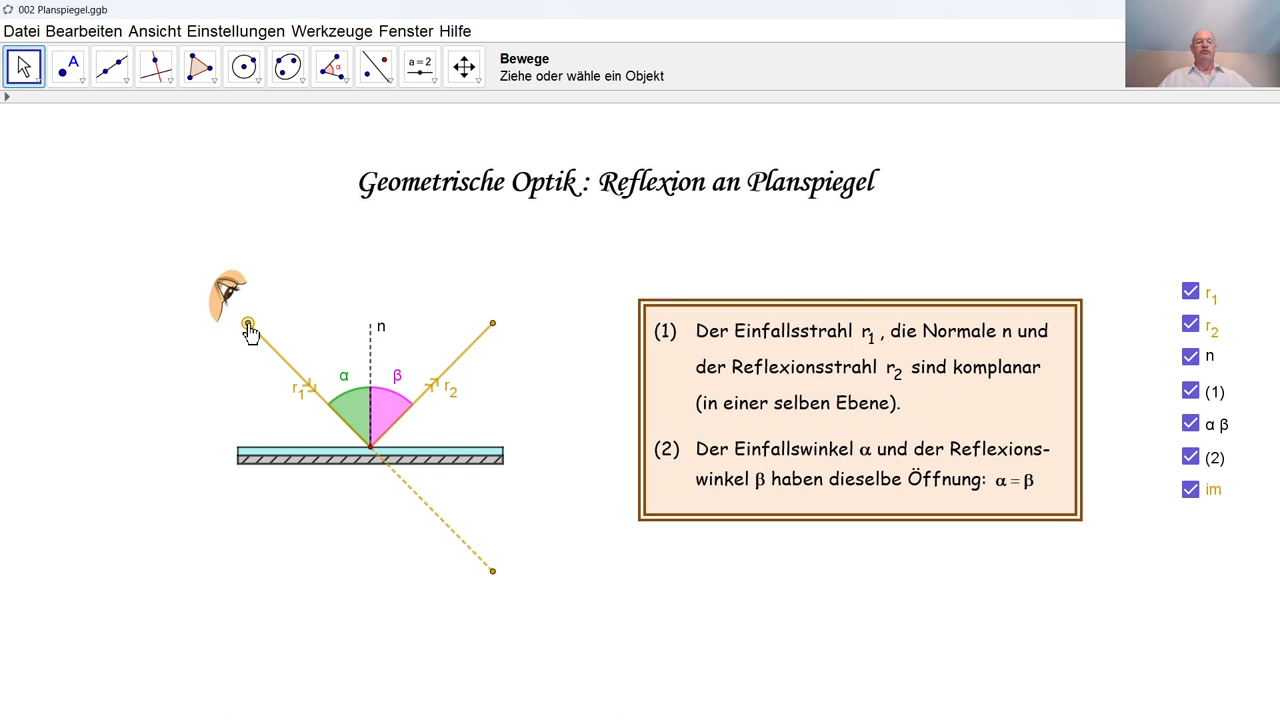 002 Planspiegel.ggb
Datei Bearbeiten Ansicht Einstellungen Werkzeuge Fenster Hilfe
A
α
a = 2
Bewege
Ziehe oder wähle ein Objekt
Geometrische Optik : Reflexion an Planspiegel
n
α
β
r1
r2
(1) Der Einfallsstrahl r1 , die Normale n und
der Reflexionsstrahl r2 sind komplanar
(in einer selben Ebene).
(2) Der Einfallswinkel α und der Reflexions-
winkel β haben dieselbe Öffnung: α = β
r1
r2
n
(1)
α β
(2)
im